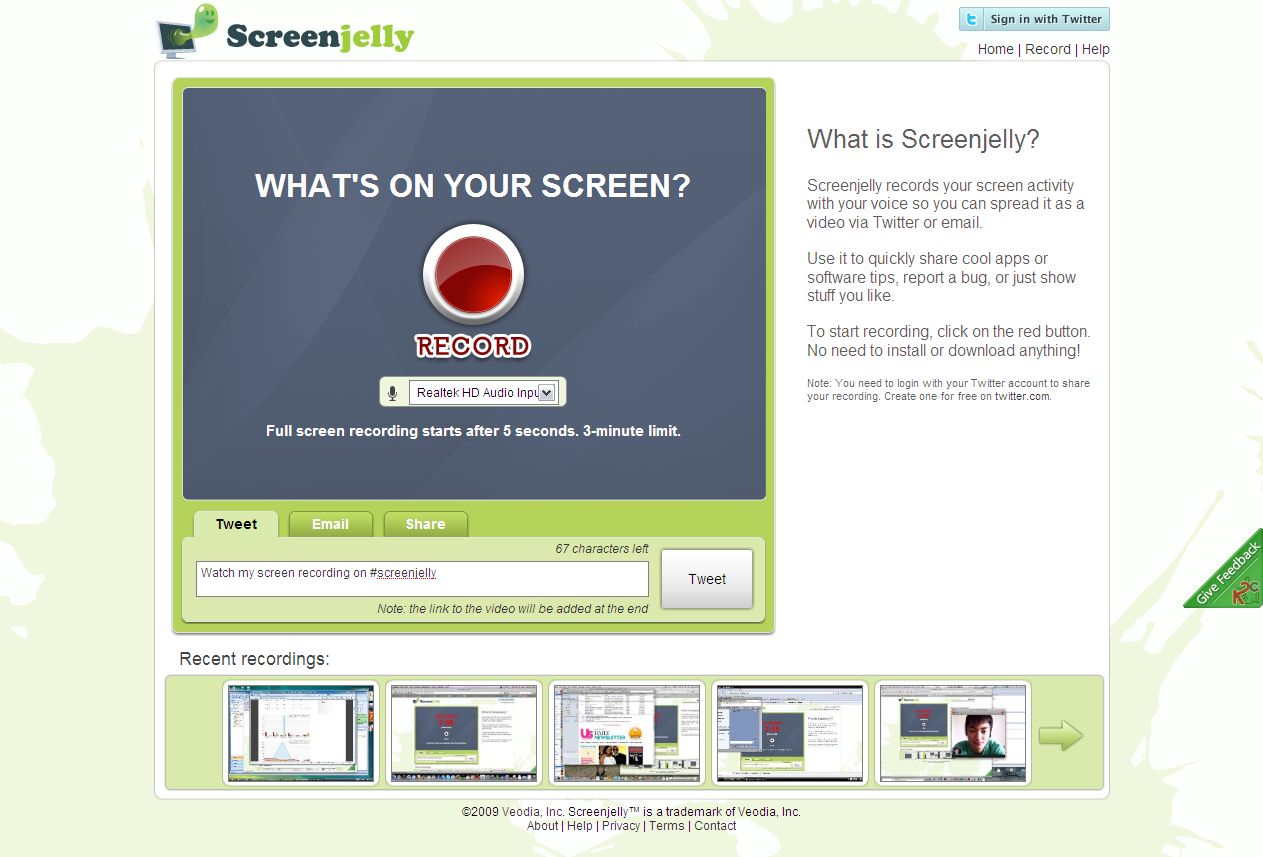 Screenjelly
Sign in with Twitter
Home | Record | Help
WHAT'S ON YOUR SCREEN?
RECORD
Realtek HD Audio Inpu
Full screen recording starts after 5 seconds. 3-minute limit.
What is Screenjelly?
Screenjelly records your screen activity
with your voice so you can spread it as a
video via Twitter or email.
Use it to quickly share cool apps or
software tips, report a bug, or just show
stuff you like.
To start recording, click on the red button.
No need to install or download anything!
Note: You need to login with your Twitter account to share
your recording. Create one for free on twitter.com.
Tweet Email Share
67 characters left
Watch my screen recording on #screenjelly
Tweet
Note: the link to the video will be added at the end
Give Feedback
Recent recordings:
©2009 Veodia, Inc. Screenjelly™ is a trademark of Veodia, Inc.
About | Help | Privacy | Terms | Contact